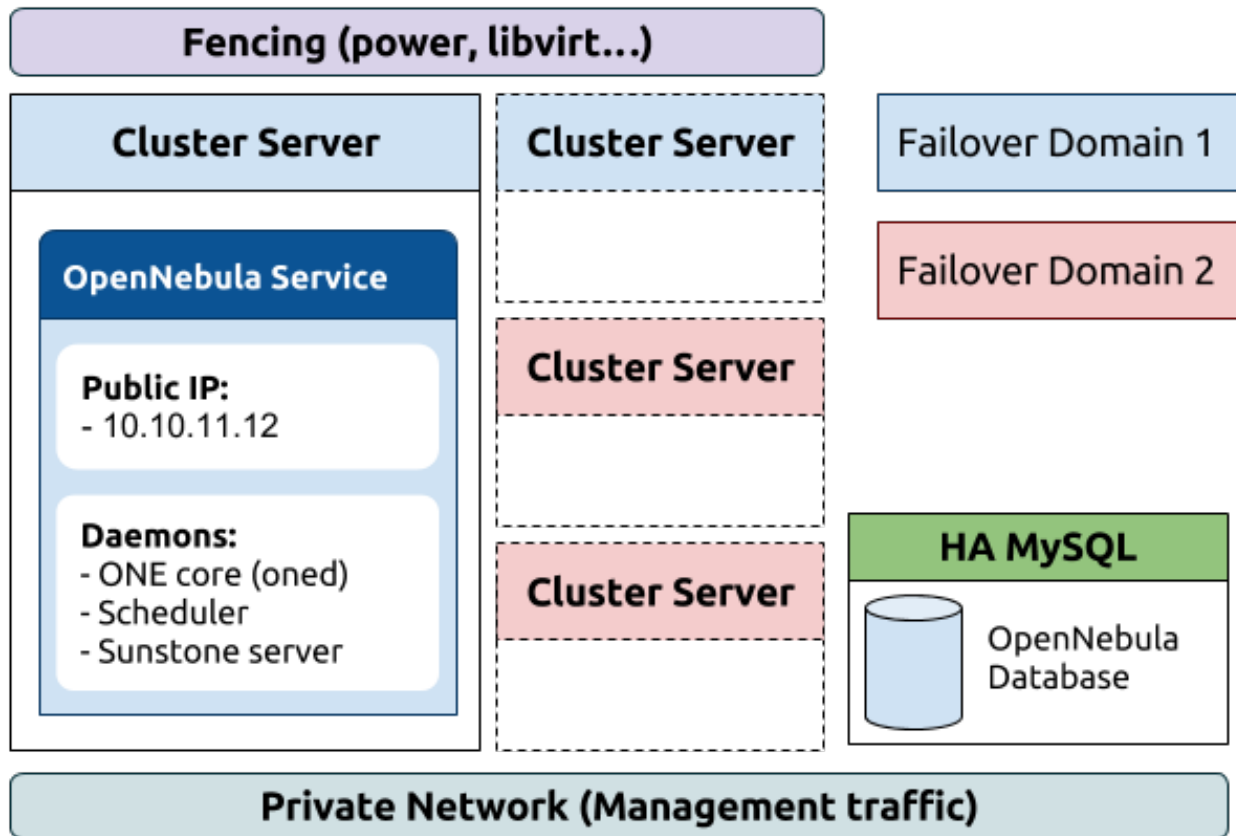 Fencing (power, libvirt...)
Cluster Server
OpenNebula Service
Public IP:
- 10.10.11.12
Daemons:
- ONE core (oned)
- Scheduler
- Sunstone server
Cluster Server
Cluster Server
Cluster Server
Failover Domain 1
Failover Domain 2
HA MySQL
OpenNebula
Database
Private Network (Management traffic)